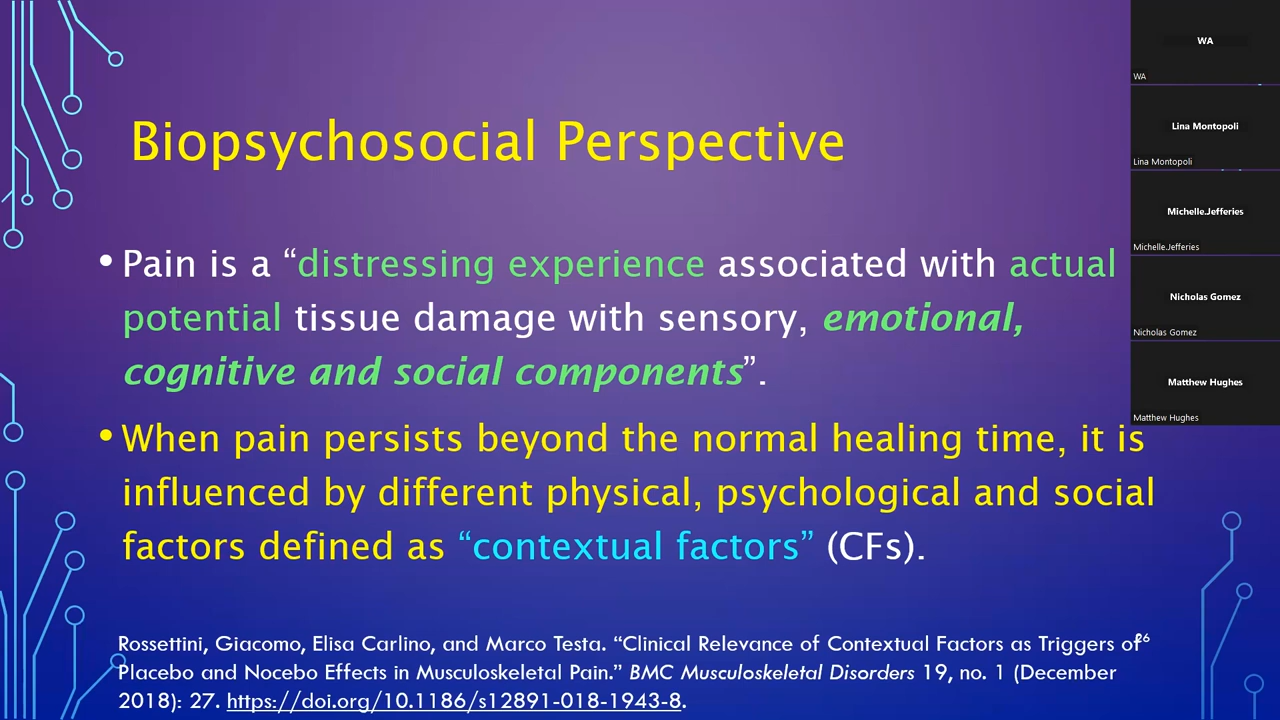 Biopsychosocial Perspective
• Pain is a “distressing experience associated with actual
potential tissue damage with sensory, emotional,
cognitive and social components”.
• When pain persists beyond the normal healing time, it is
influenced by different physical, psychological and social
factors defined as “contextual factors” (CFs).
Rossettini, Giacomo, Elisa Carlino, and Marco Testa. “Clinical Relevance of Contextual Factors as Triggers of
Placebo and Nocebo Effects in Musculoskeletal Pain.” BMC Musculoskeletal Disorders 19, no. 1 (December
2018): 27. https://doi.org/10.1186/s12891-018-1943-8.
26
WA
WA
Lina Montopoli
Lina Montopoli
Michelle.Jefferies
Michelle.Jefferies
Nicholas Gomez
Nicholas Gomez
Matthew Hughes
Matthew Hughes